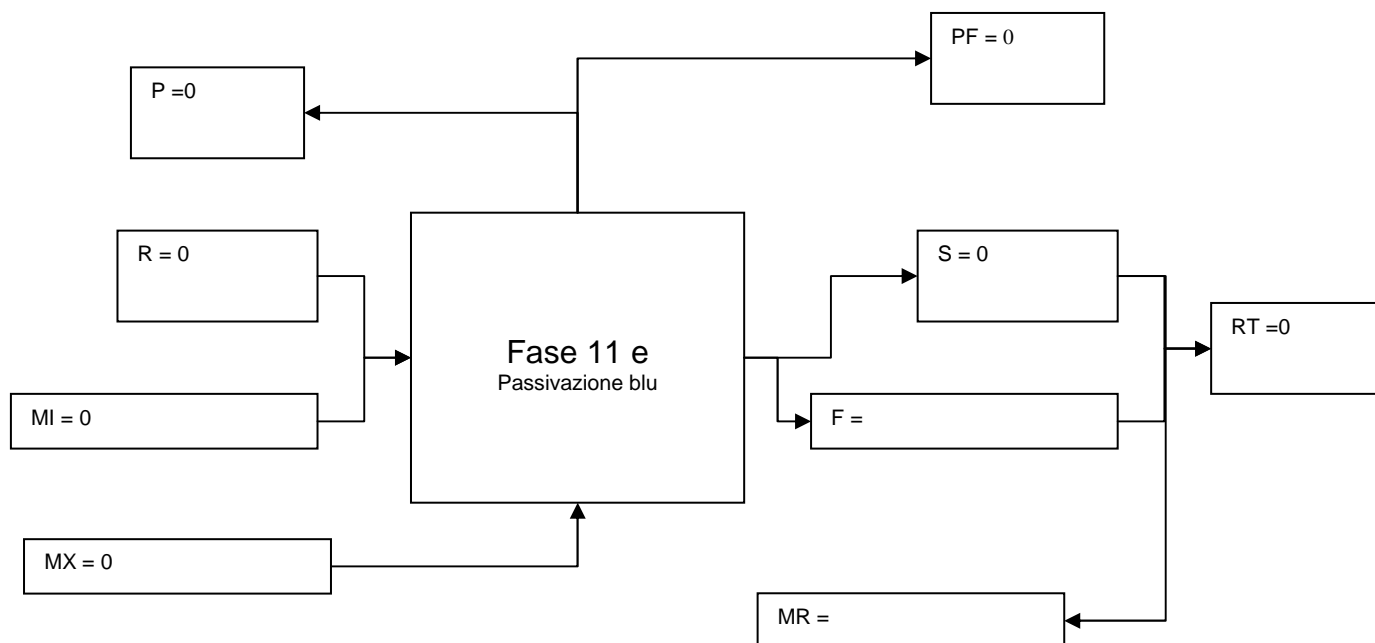 PF = 0
P =0
R = 0
S = 0
RT =0
Fase 11 e
Passivazione blu
MI = 0
F =
MX = 0
MR =